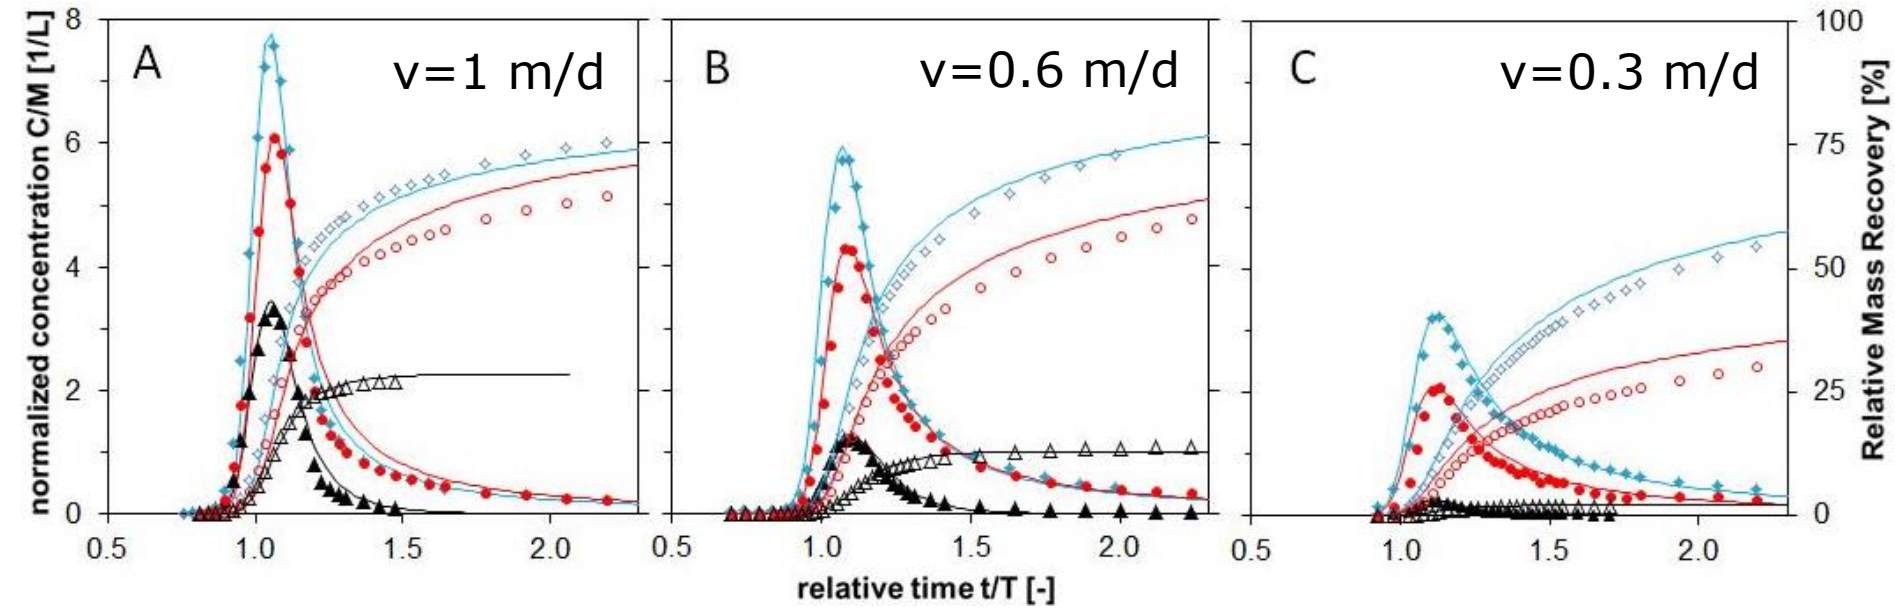 normalized concentration C/M [1/L]
8
6
4
2
0
A
v=1 m/d
0.5
1.0
1.5
2.0
B
v=0.6 m/d
0.5
1.0
1.5
2.0
C
v=0.3 m/d
0.5
1.0
1.5
2.0
100
75
50
25
0
Relative Mass Recovery [%]
relative time t/T [-]